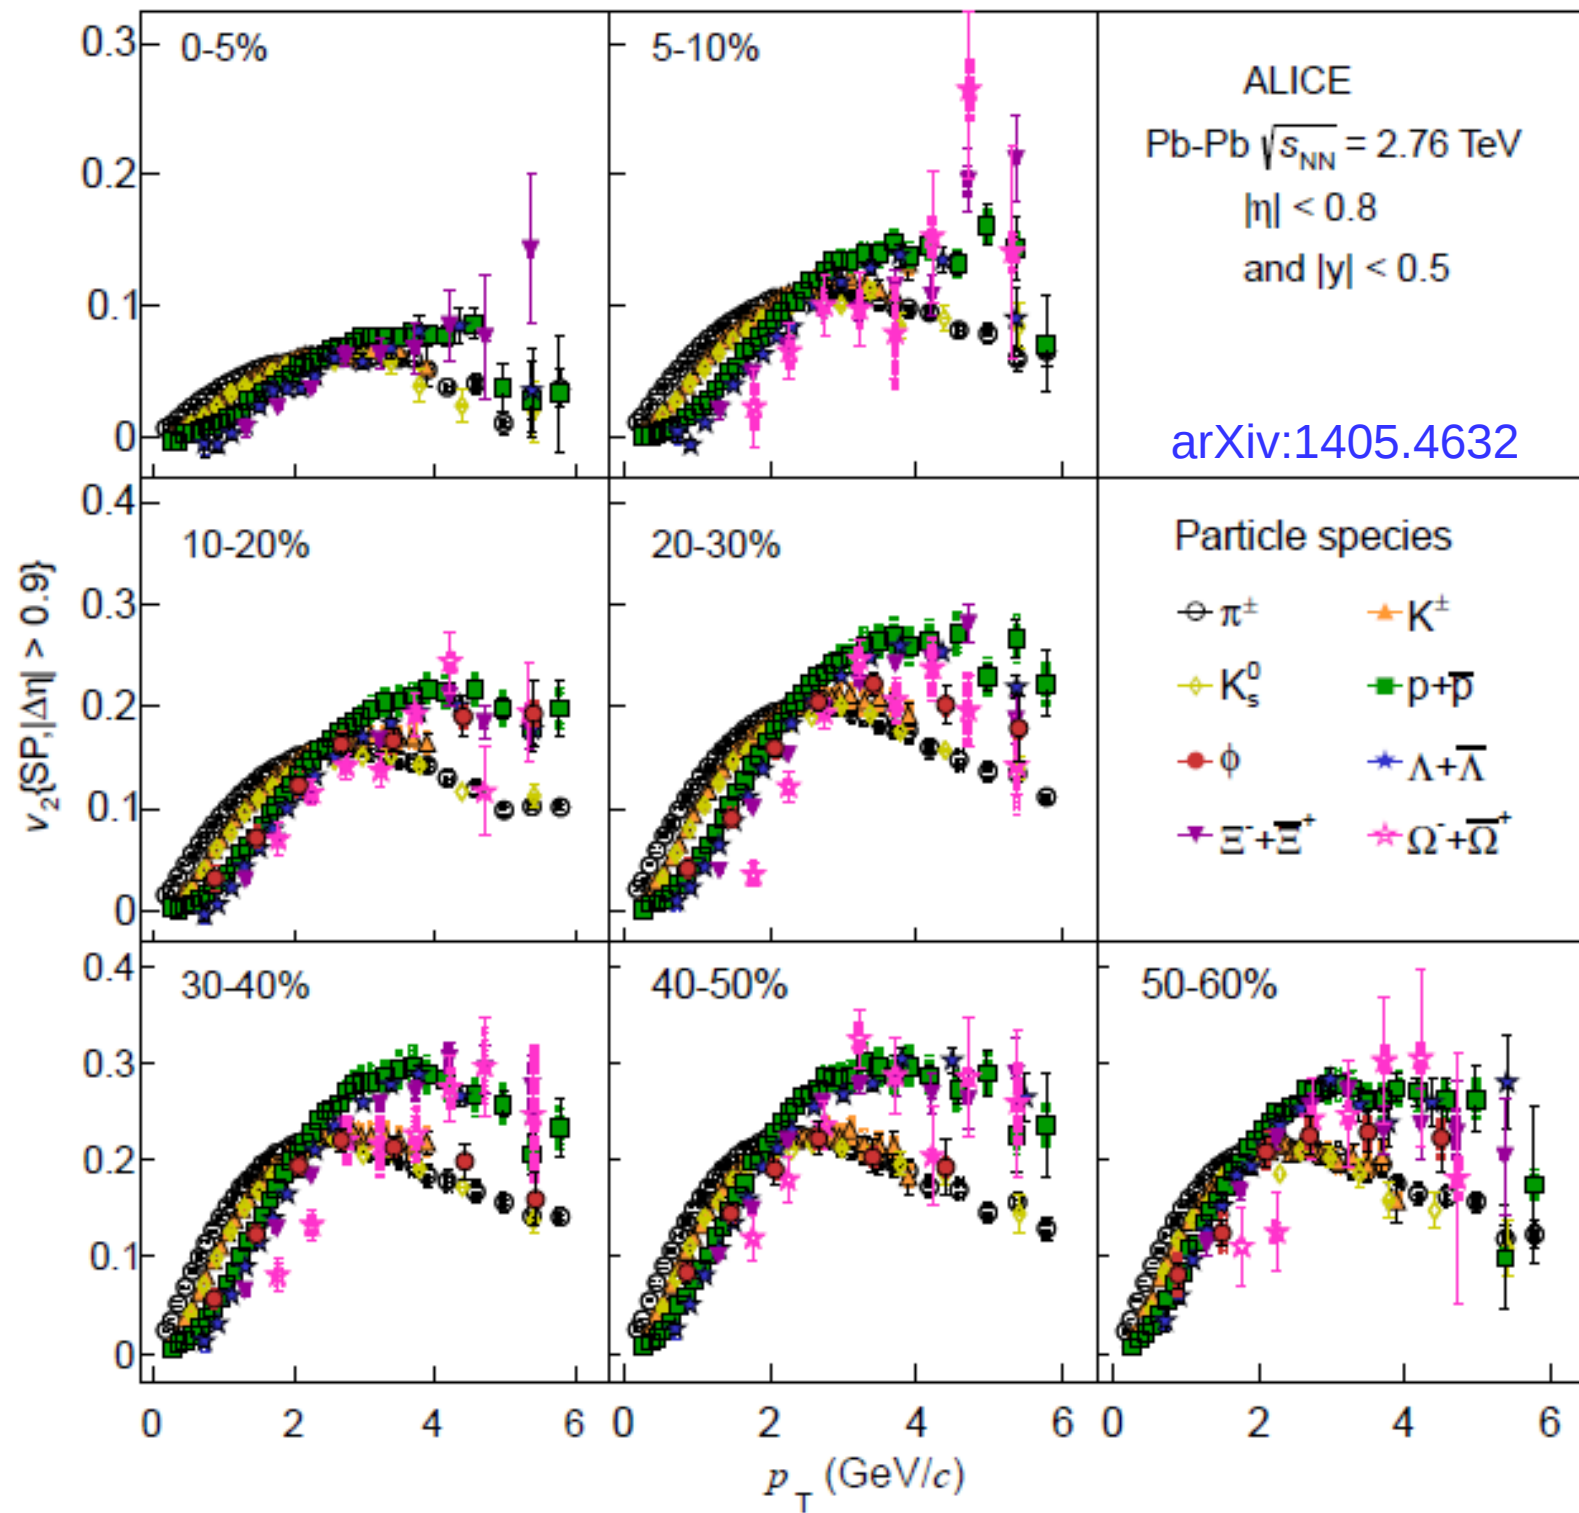 0.3
0.2
0.1
0
0-5%
5-10%
ALICE
Pb-Pb √s_NN = 2.76 TeV
|η| < 0.8
and |y| < 0.5
arXiv:1405.4632
v₂{SP,|Δη| > 0.9}
0.4
0.3
0.2
0.1
0
10-20%
20-30%
Particle species
π± K±
K⁰ₛ p+p̅
ϕ Λ+Λ̅
Ξ⁻+Ξ̅⁺ Ω⁻+Ω̅⁺
0.4
0.3
0.2
0.1
0
30-40%
40-50%
50-60%
0 2 4 6 0 2 4 6 0 2 4 6
p_T (GeV/c)